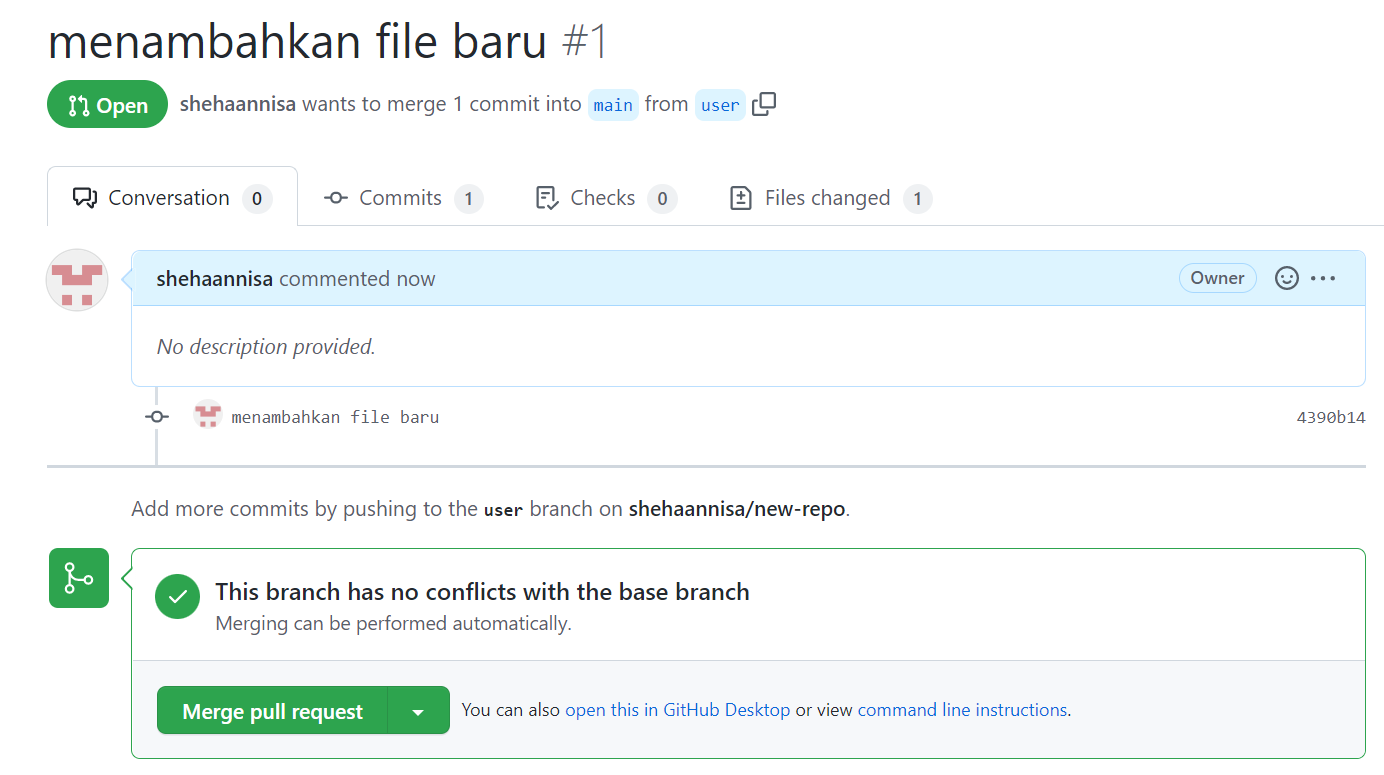 menambahkan file baru #1
Open shehaannisa wants to merge 1 commit into main from user
Conversation 0 Commits 1 Checks 0 Files changed 1
shehaannisa commented now Owner
No description provided.
menambahkan file baru 4390b14
Add more commits by pushing to the user branch on shehaannisa/new-repo.
This branch has no conflicts with the base branch
Merging can be performed automatically.
Merge pull request You can also open this in GitHub Desktop or view command line instructions.